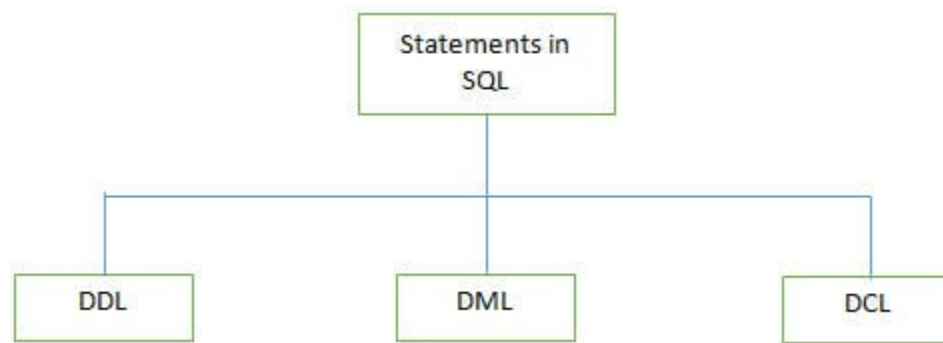 Statements in
SQL
DDL
DML
DCL